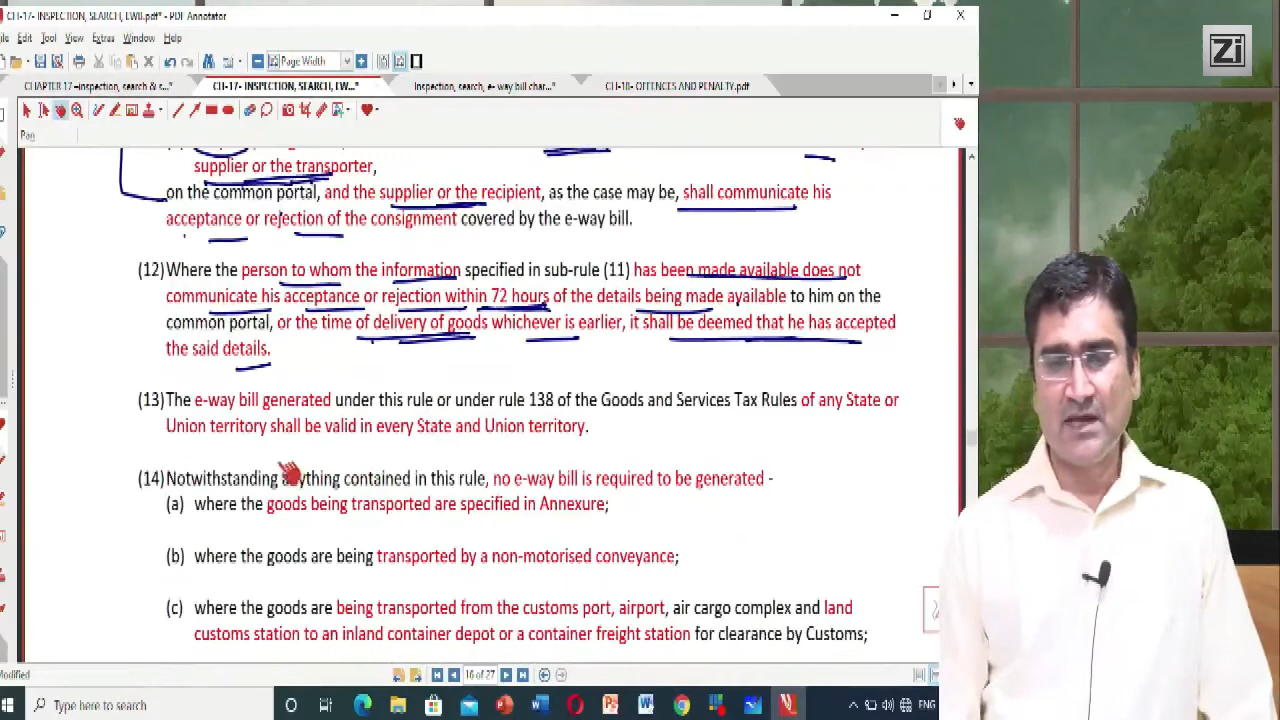 CH-17- INSPECTION, SEARCH, EWB.pdf* - PDF Annotator
Edit Tool View Extras Window Help
Page Width
CHAPTER 17 –inspection, search & s..."
CH-17- INSPECTION, SEARCH, EW..."
Inspection, search, e- way bill char..."
CH-18- OFFENCES AND PENALTY.pdf
Pag
supplier or the transporter,
on the common portal, and the supplier or the recipient, as the case may be, shall communicate his
acceptance or rejection of the consignment covered by the e-way bill.
(12) Where the person to whom the information specified in sub-rule (11) has been made available does not
communicate his acceptance or rejection within 72 hours of the details being made available to him on the
common portal, or the time of delivery of goods whichever is earlier, it shall be deemed that he has accepted
the said details.
(13) The e-way bill generated under this rule or under rule 138 of the Goods and Services Tax Rules of any State or
Union territory shall be valid in every State and Union territory.
(14) Notwithstanding anything contained in this rule, no e-way bill is required to be generated -
(a) where the goods being transported are specified in Annexure;
(b) where the goods are being transported by a non-motorised conveyance;
(c) where the goods are being transported from the customs port, airport, air cargo complex and land
customs station to an inland container depot or a container freight station for clearance by Customs;
16 of 27
Modified
Type here to search
ENG
Zi